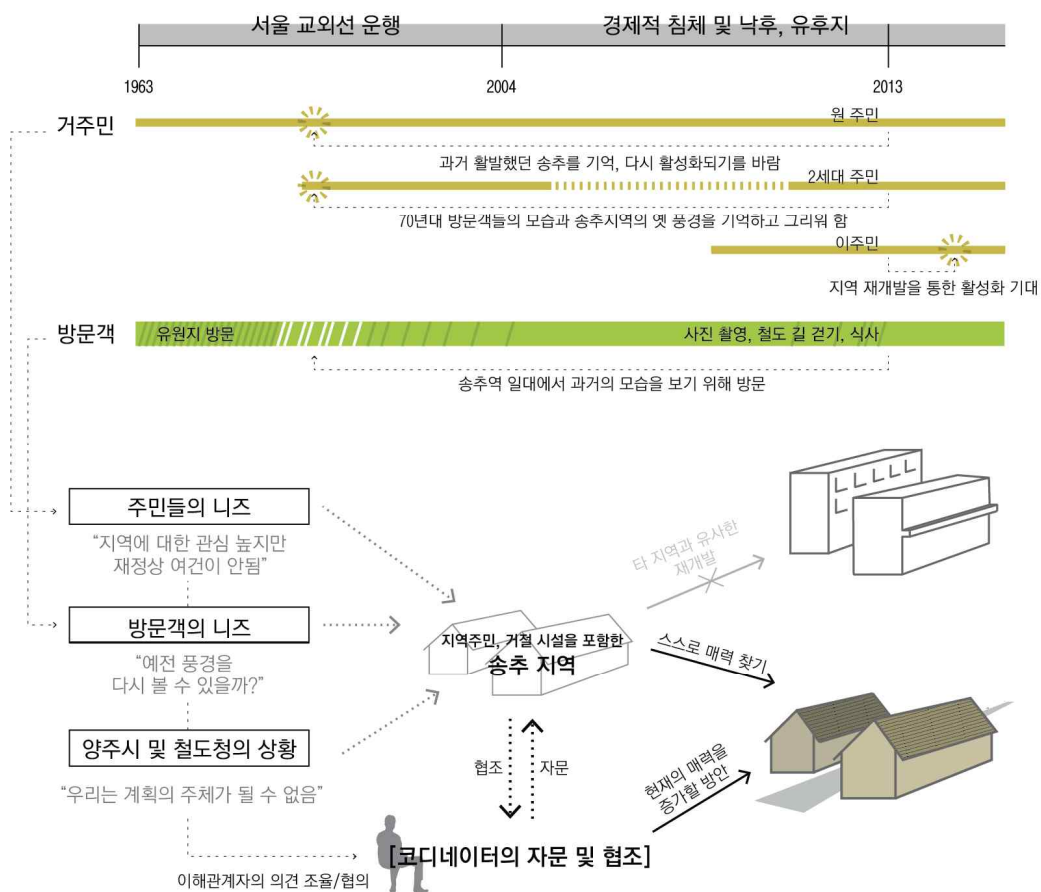 서울 교외선 운행
경제적 침체 및 낙후, 유후지
1963
2004
2013
거주민
원 주민
과거 활발했던 송추를 기억, 다시 활성화되기를 바람
2세대 주민
70년대 방문객들의 모습과 송추지역의 옛 풍경을 기억하고 그리워 함
이주민
지역 재개발을 통한 활성화 기대
방문객
유원지 방문
사진 촬영, 철도 길 걷기, 식사
송추역 일대에서 과거의 모습을 보기 위해 방문
주민들의 니즈
“지역에 대한 관심 높지만
재정상 여건이 안됨”
방문객의 니즈
“예전 풍경을
다시 볼 수 있을까?”
양주시 및 철도청의 상황
“우리는 계획의 주체가 될 수 없음”
이해관계자의 의견 조율/협의
타 지역과 유사한
재개발
지역주민, 거철 시설을 포함한
송추 지역
스스로 매력 찾기
협조
자문
현재의 매력을
증가할 방안
[코디네이터의 자문 및 협조]